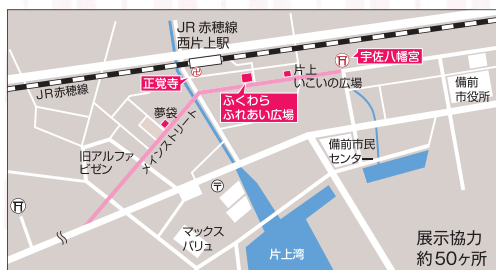 JR 赤穂線
西片上駅
宇佐八幡宮
正覚寺
片上
いこいの広場
JR赤穂線
ふくわら
ふれあい広場
備前
市役所
夢袋
メインストリート
旧アルファ
ビゼン
備前市民
センター
マックス
バリュ
片上湾
展示協力
約50ヶ所